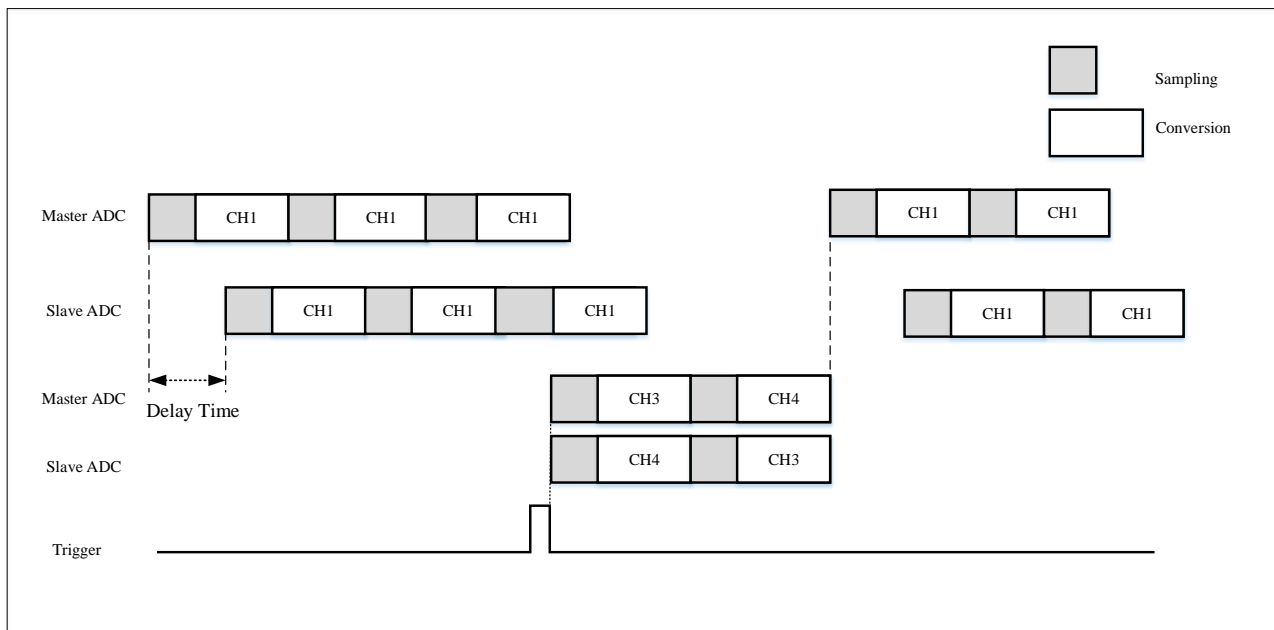 Sampling
Conversion
Master ADC CH1 CH1 CH1 CH1 CH1
Slave ADC CH1 CH1 CH1 CH1 CH1
Delay Time
Master ADC CH3 CH4
Slave ADC CH4 CH3
Trigger